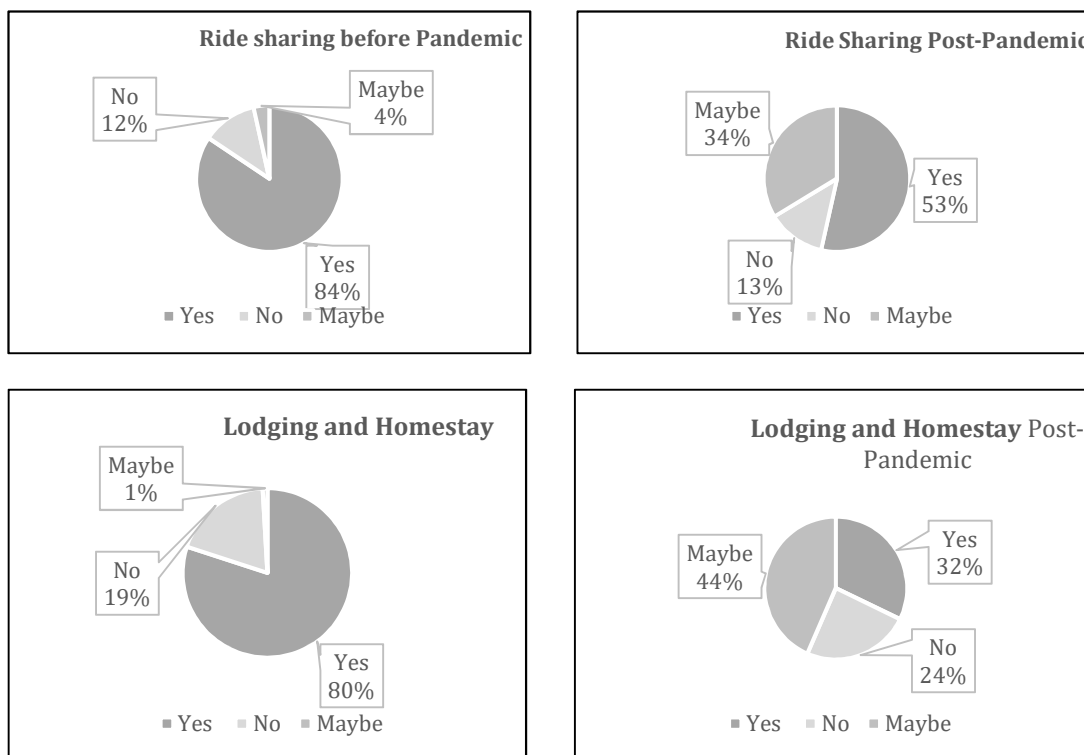 Ride sharing before Pandemic
No
12%
Maybe
4%
Yes
84%
Yes No Maybe
Ride Sharing Post-Pandemic
Maybe
34%
Yes
53%
No
13%
Yes No Maybe
Lodging and Homestay
Maybe
1%
No
19%
Yes
80%
Yes No Maybe
Lodging and Homestay Post-
Pandemic
Maybe
44%
Yes
32%
No
24%
Yes No Maybe